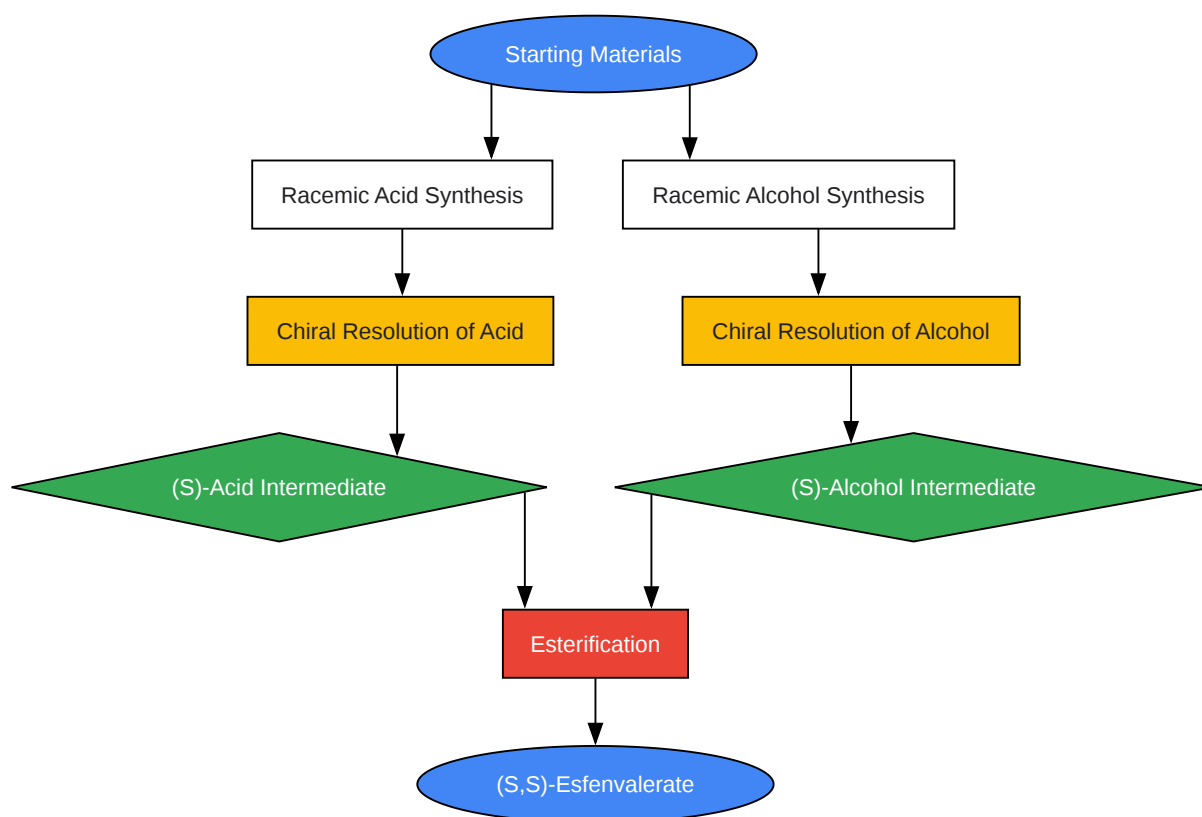 Starting Materials
Racemic Acid Synthesis
Racemic Alcohol Synthesis
Chiral Resolution of Acid
Chiral Resolution of Alcohol
(S)-Acid Intermediate
(S)-Alcohol Intermediate
Esterification
(S,S)-Esfenvalerate